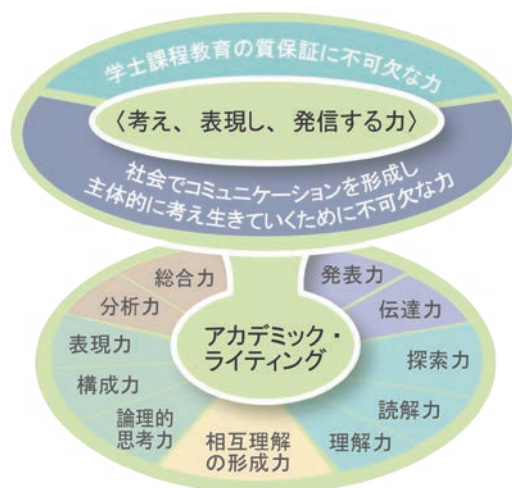 学士課程教育の質保証に不可欠な力
〈考え、表現し、発信する力〉
社会でコミュニケーションを形成し
主体的に考え生きていくために不可欠な力
総合力
発表力
分析力
伝達力
アカデミック・
ライティング
表現力
探索力
構成力
読解力
論理的
思考力
相互理解
の形成力
理解力